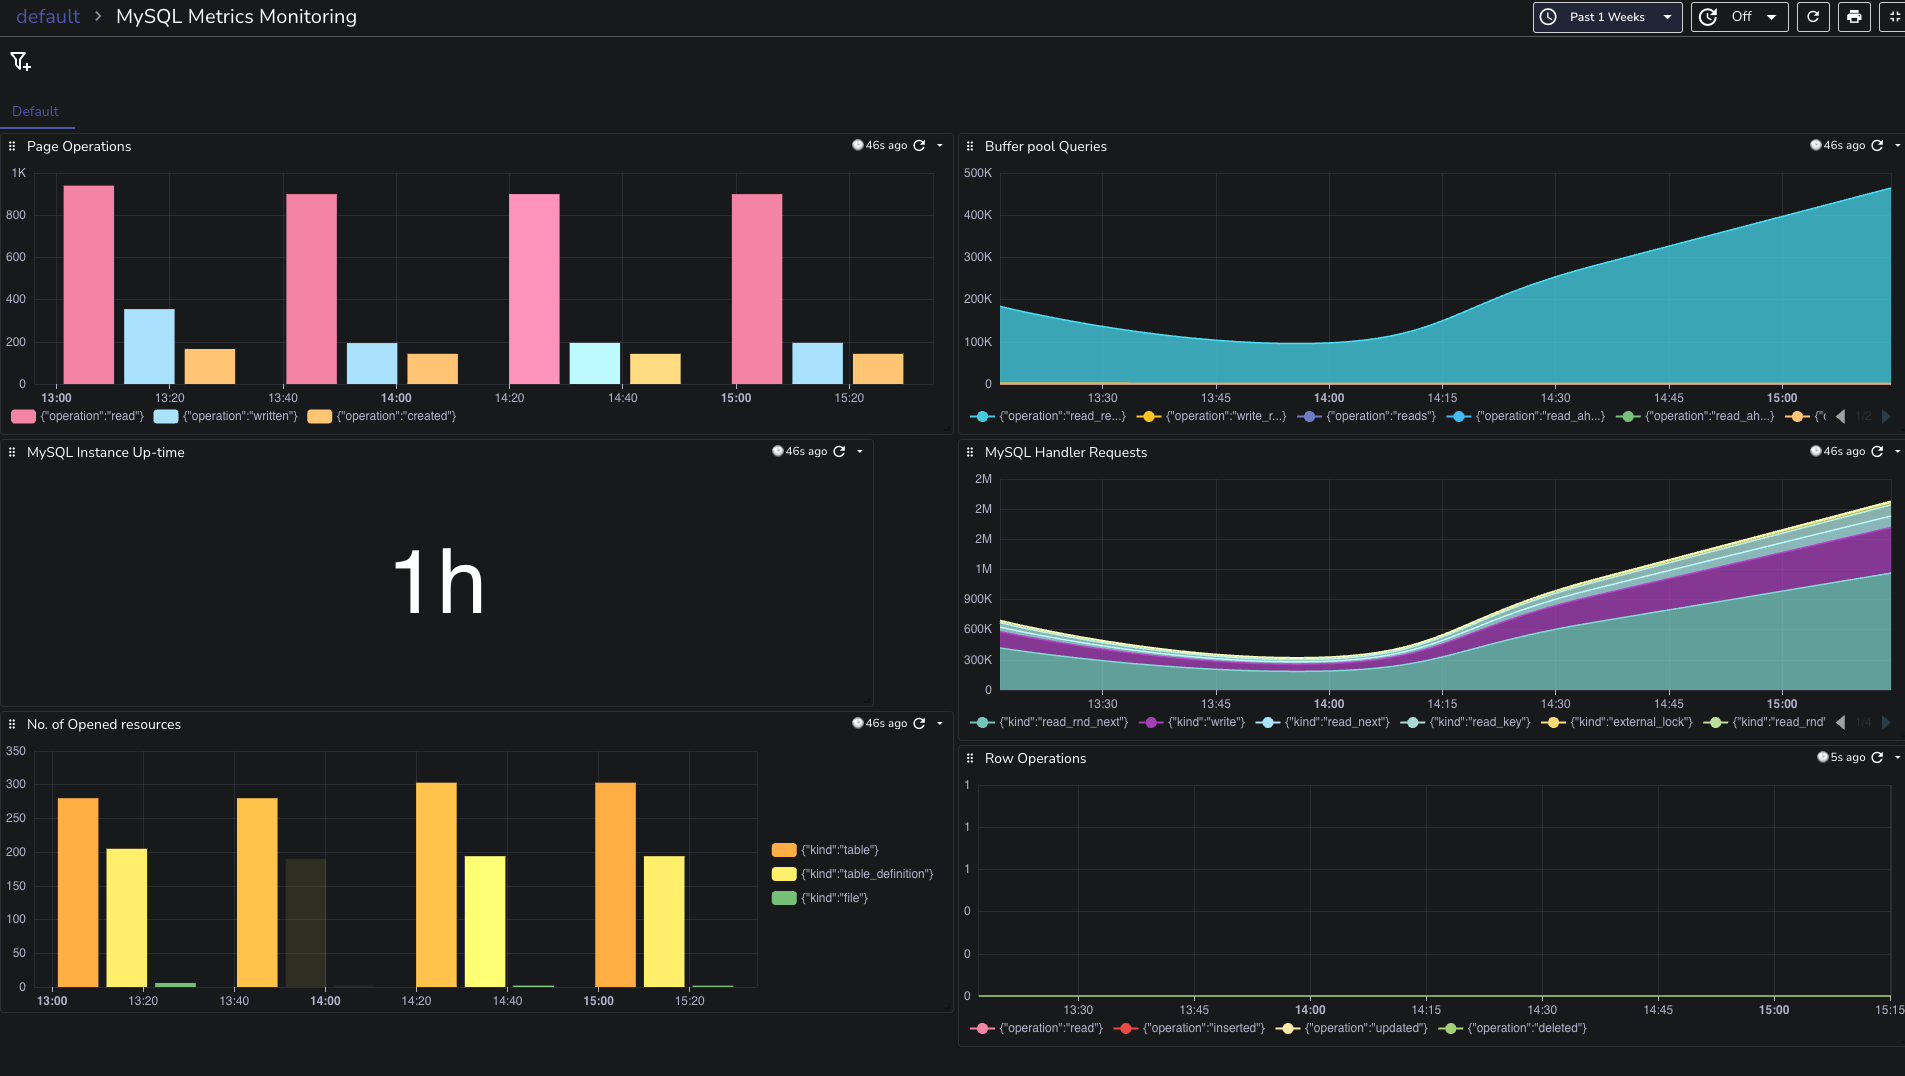 default > MySQL Metrics Monitoring
Past 1 Weeks
Off
Default
Page Operations
46s ago
1K
800
600
400
200
0
13:00 13:20 13:40 14:00 14:20 14:40 15:00 15:20
{"operation":"read"} {"operation":"written"} {"operation":"created"}
Buffer pool Queries
46s ago
500K
400K
300K
200K
100K
0
13:30 13:45 14:00 14:15 14:30 14:45 15:00
{"operation":"read_re...} {"operation":"write_r...} {"operation":"reads"} {"operation":"read_ah...} {"operation":"read_ah...} {"c 1/2
MySQL Instance Up-time
46s ago
1h
MySQL Handler Requests
46s ago
2M
2M
2M
1M
900K
600K
300K
0
13:30 13:45 14:00 14:15 14:30 14:45 15:00
{"kind":"read_rnd_next"} {"kind":"write"} {"kind":"read_next"} {"kind":"read_key"} {"kind":"external_lock"} {"kind":"read_rnd" 1/4
No. of Opened resources
46s ago
350
300
250
200
150
100
50
0
13:00 13:20 13:40 14:00 14:20 14:40 15:00 15:20
{"kind":"table"}
{"kind":"table_definition"}
{"kind":"file"}
Row Operations
5s ago
1
1
1
0
0
0
13:30 13:45 14:00 14:15 14:30 14:45 15:00 15:15
{"operation":"read"} {"operation":"inserted"} {"operation":"updated"} {"operation":"deleted"}